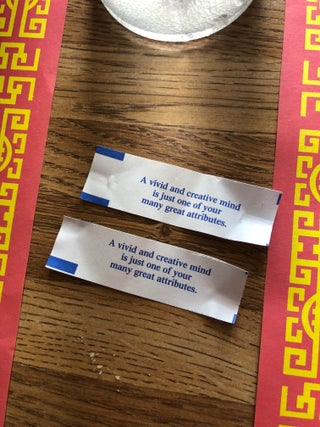 A vivid and creative mind
is just one of your
many great attributes.
A vivid and creative mind
is just one of your
many great attributes.